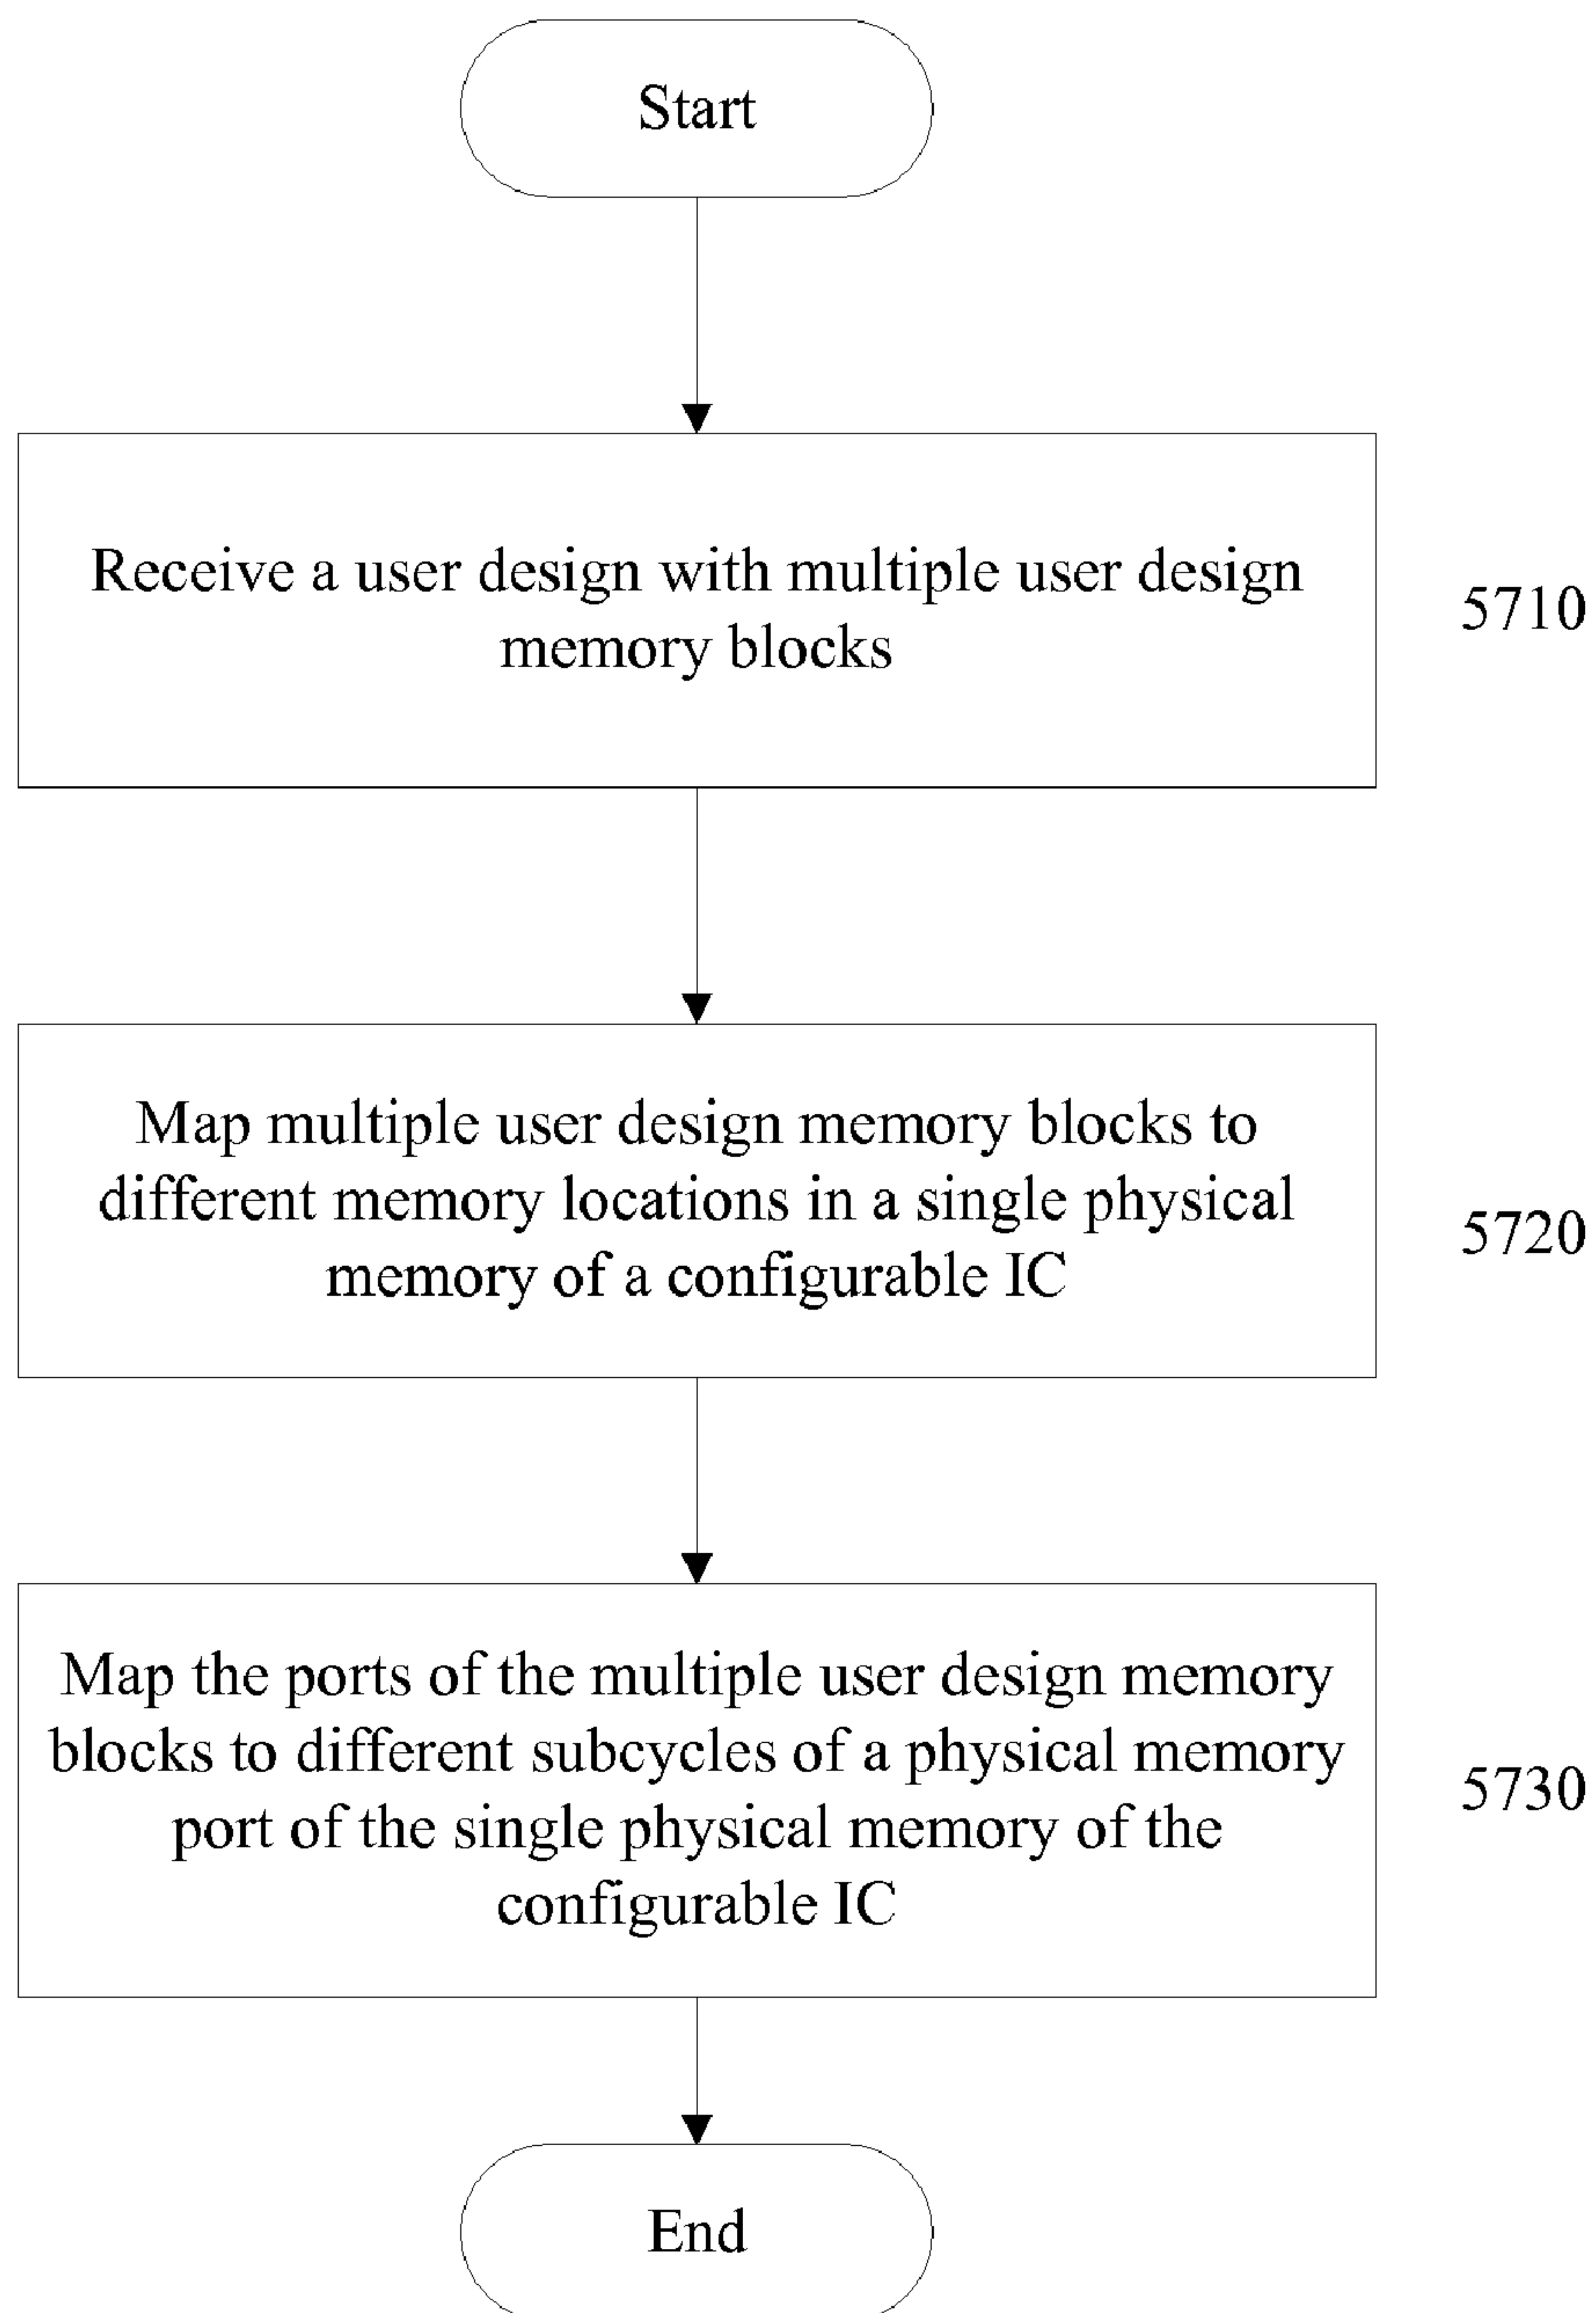 Start
Receive a user design with multiple user design
memory blocks
5710
Map multiple user design memory blocks to
different memory locations in a single physical
memory of a configurable IC
5720
Map the ports of the multiple user design memory
blocks to different subcycles of a physical memory
port of the single physical memory of the
configurable IC
5730
End